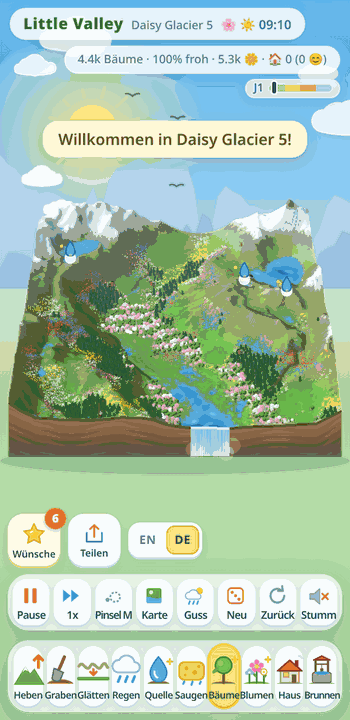 Little Valley Daisy Glacier 5 🌸 ☀️ 09:10
4.4k Bäume · 100% froh · 5.3k 🌼 · 🏠 0 (0 😊)
J1
Willkommen in Daisy Glacier 5!
6
Wünsche
Teilen
EN DE
Pause 1x Pinsel M Karte Guss Neu Zurück Stumm
Heben Graben Glätten Regen Quelle Saugen Bäume Blumen Haus Brunnen